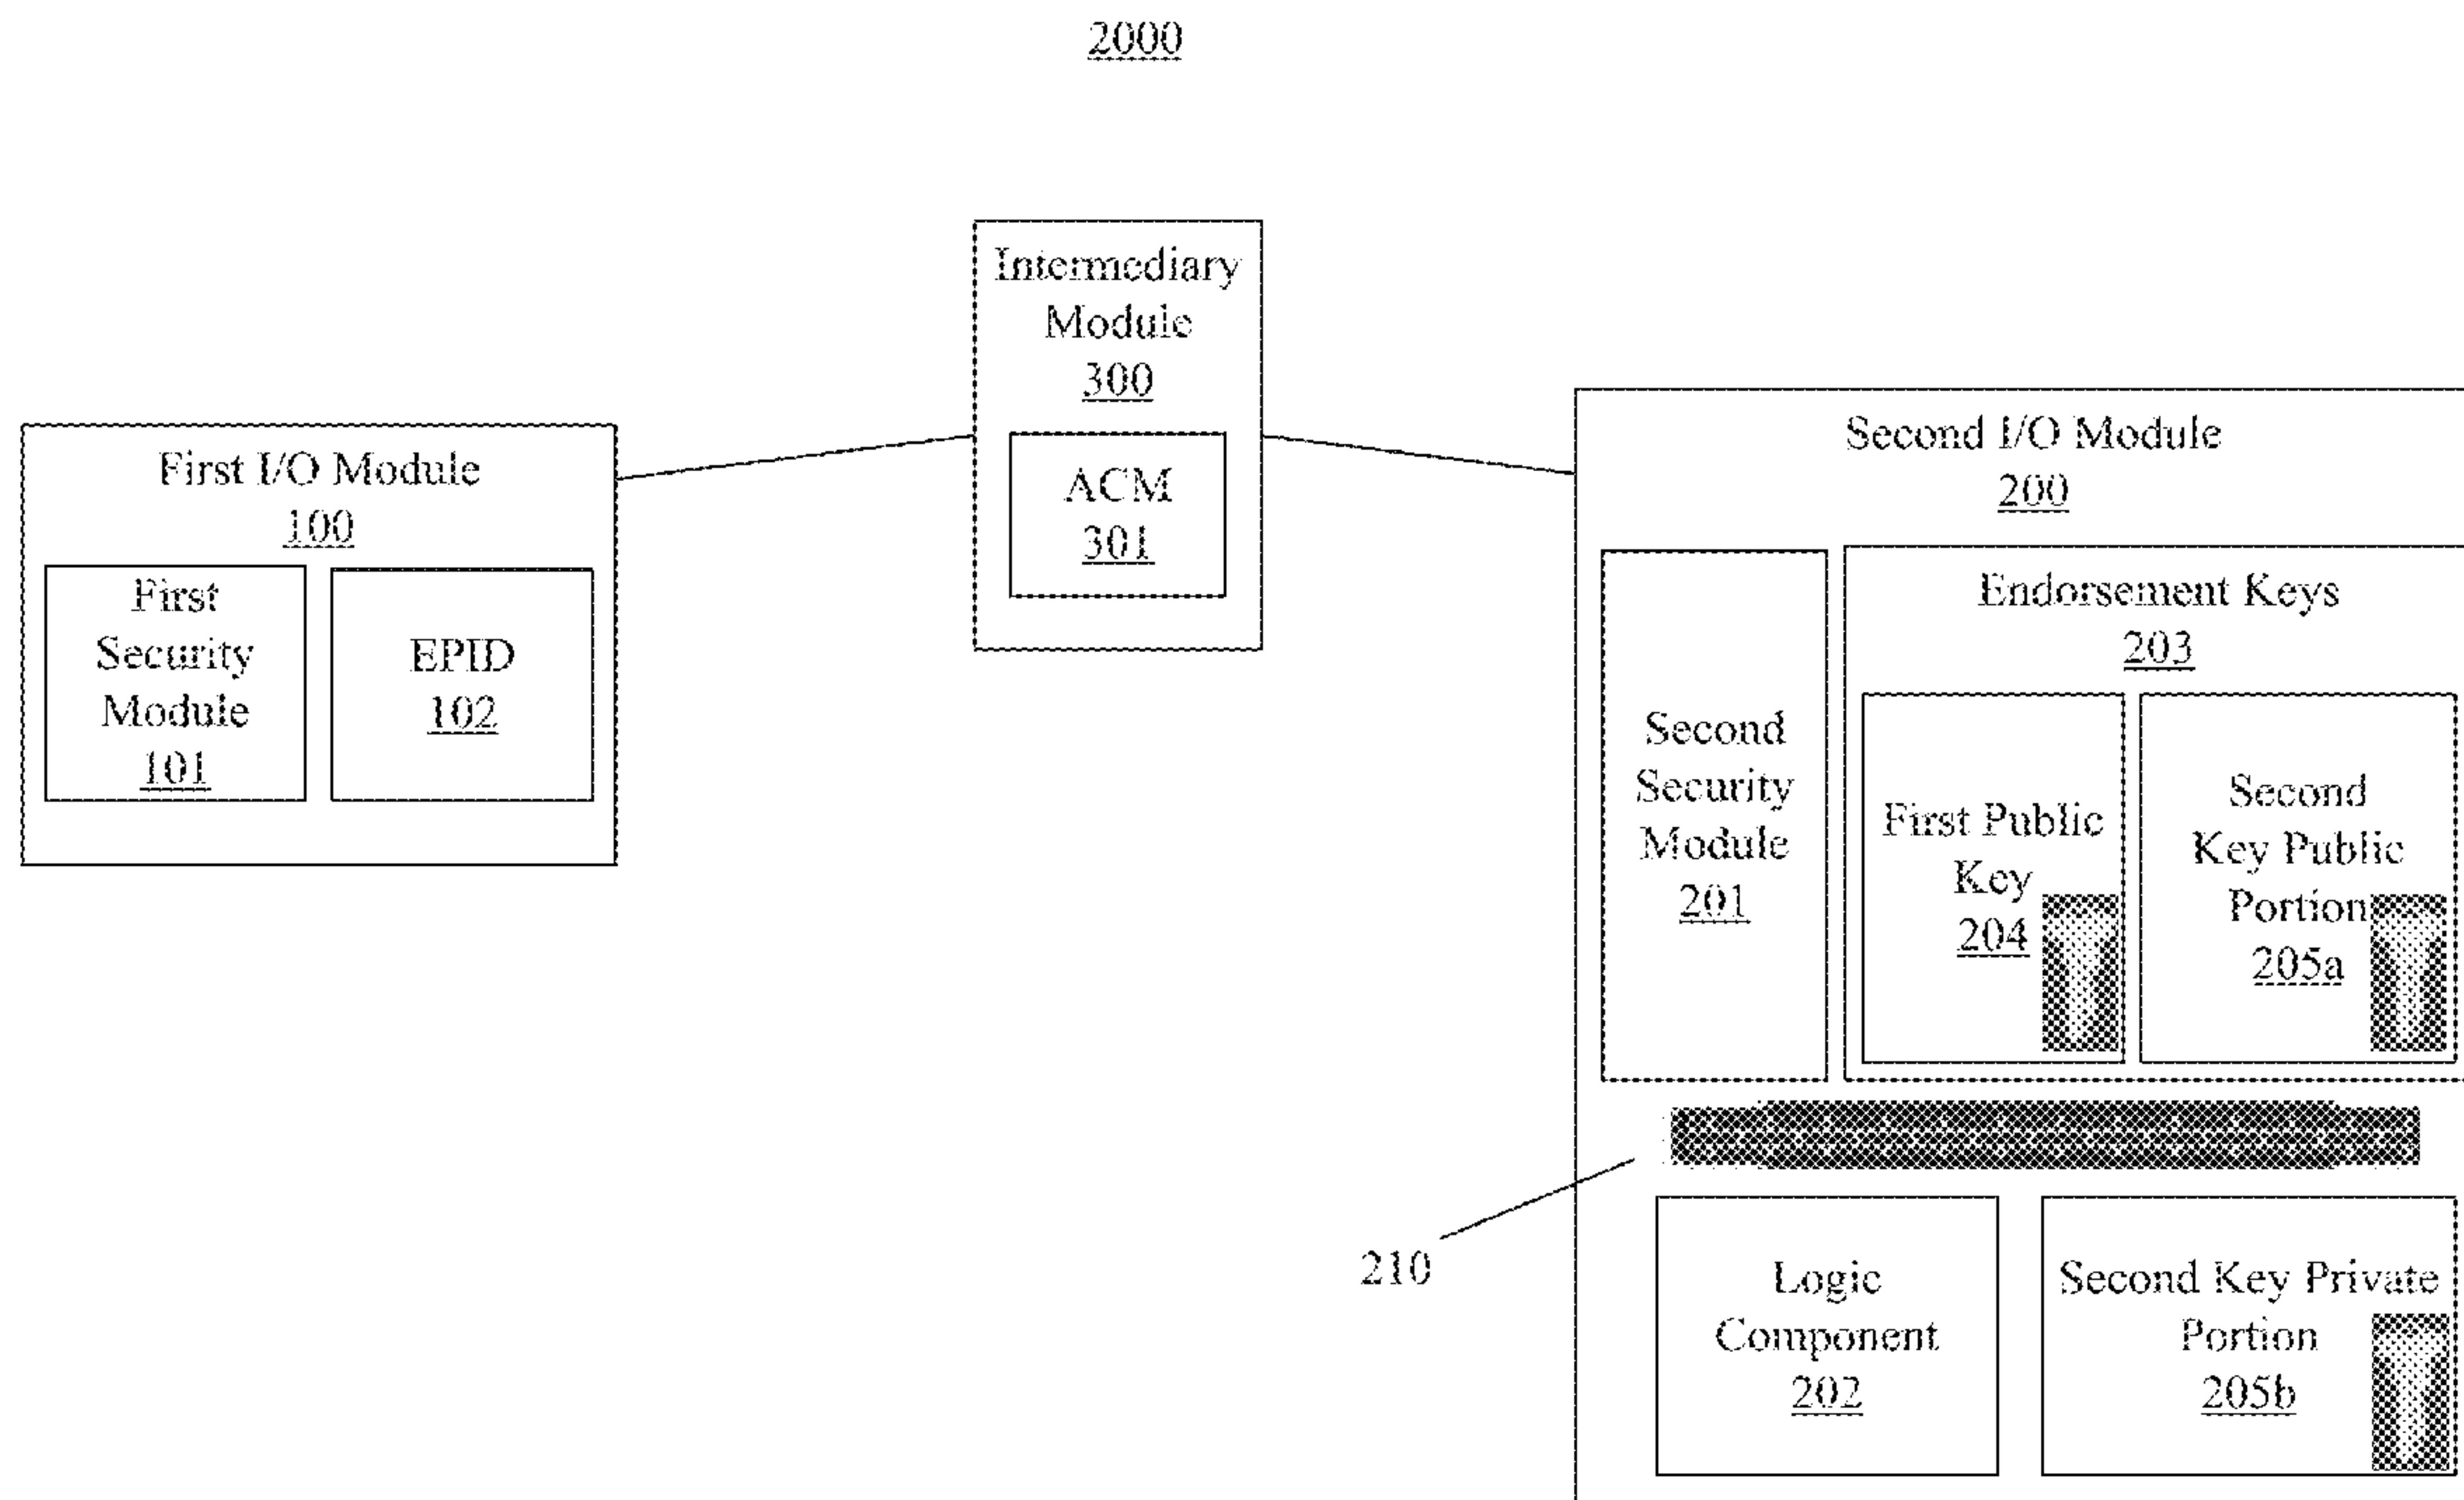 2000
Intermediary
Module
300
ACM
301
First I/O Module
100
First
Security
Module
101
EPID
102
Second I/O Module
200
Second
Security
Module
201
Endorsement Keys
203
First Public
Key
204
Second
Key Public
Portion
205a
210
Logic
Component
202
Second Key Private
Portion
205b